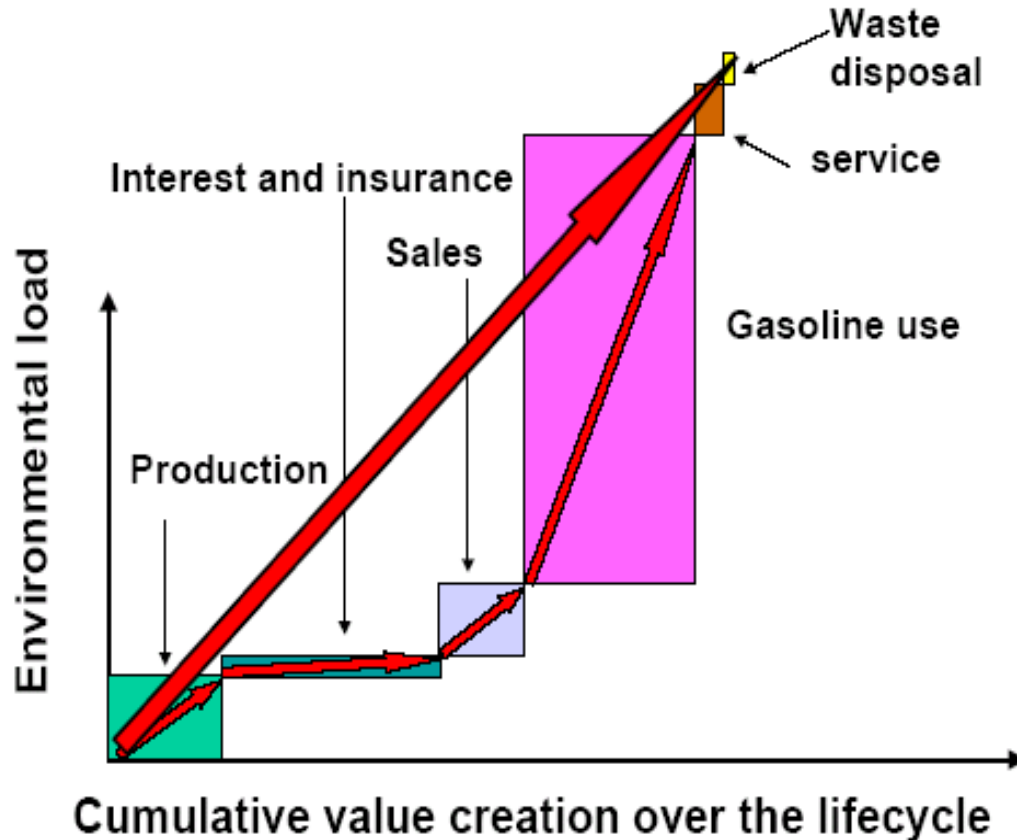 Waste
disposal
service
Interest and insurance
Sales
Gasoline use
Production
Environmental load
Cumulative value creation over the lifecycle